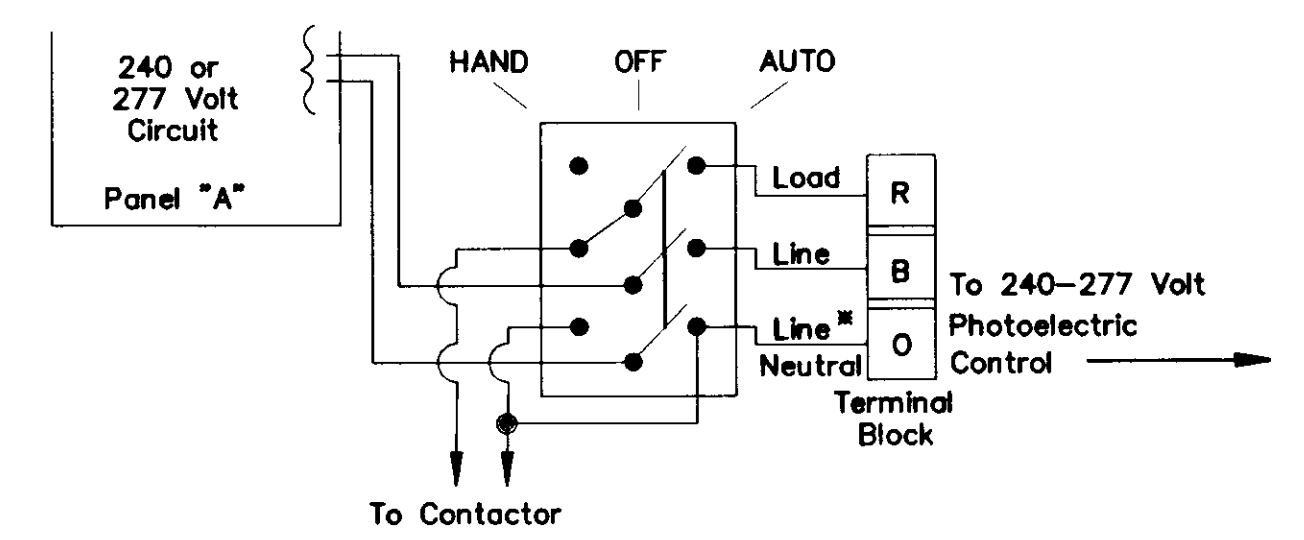 240 or
277 Volt
Circuit
Panel "A"
HAND
OFF
AUTO
Load
Line
Line*
Neutral
R
B
O
Terminal
Block
To 240-277 Volt
Photoelectric
Control
To Contactor